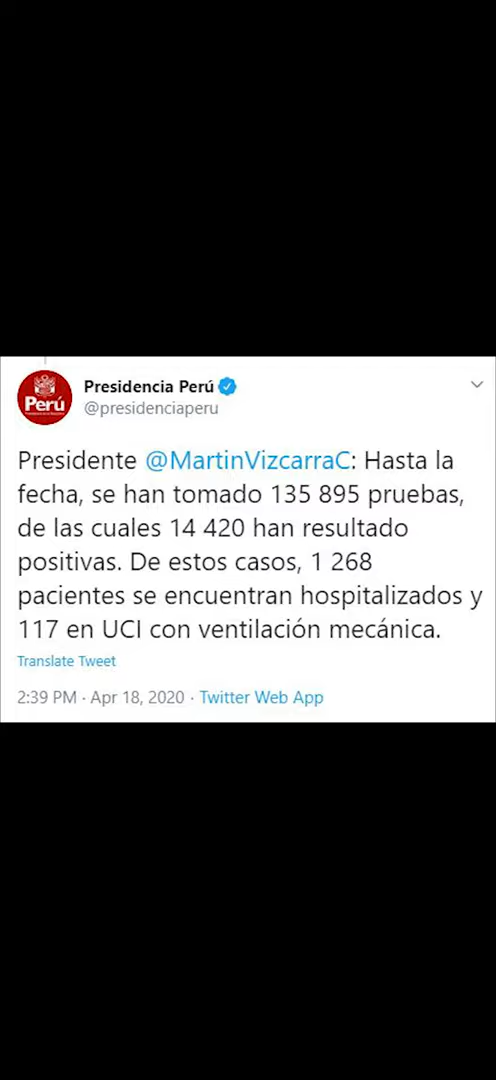 Perú
Presidencia Perú
@presidenciaperu
Presidente @MartinVizcarraC: Hasta la
fecha, se han tomado 135 895 pruebas,
de las cuales 14 420 han resultado
positivas. De estos casos, 1 268
pacientes se encuentran hospitalizados y
117 en UCI con ventilación mecánica.
Translate Tweet
2:39 PM · Apr 18, 2020 · Twitter Web App